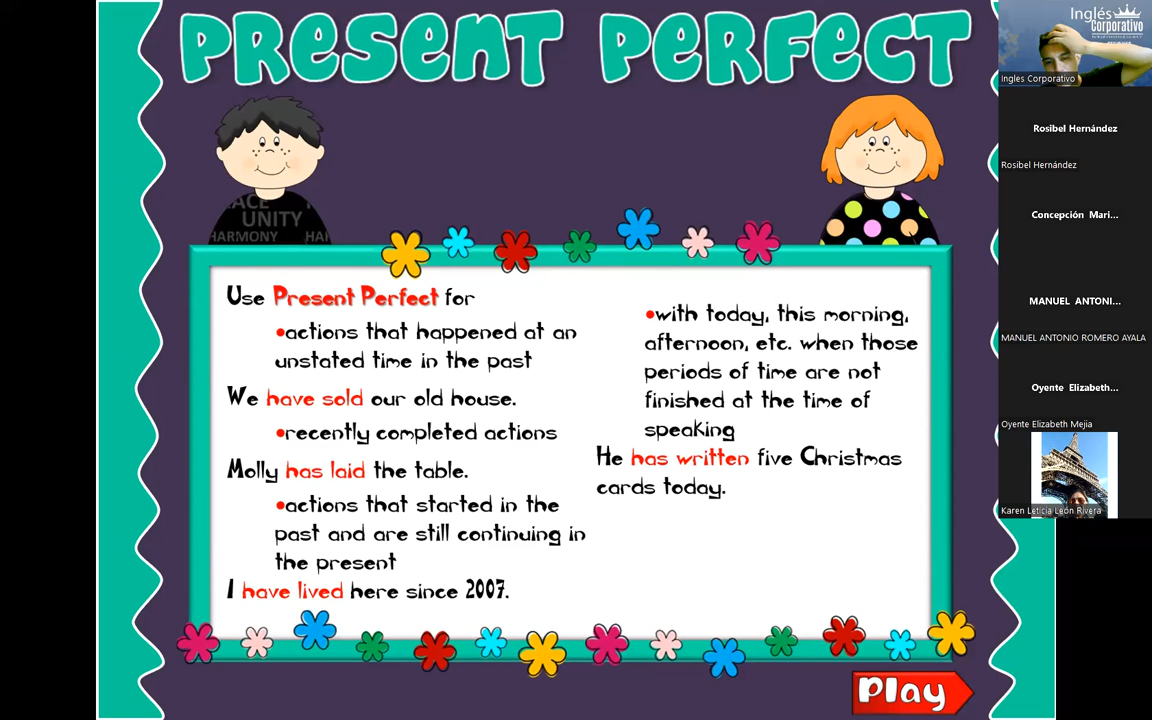 PRESENT PERFECT
UNITY
HARMONY
Use Present Perfect for
•actions that happened at an
unstated time in the past
We have sold our old house.
•recently completed actions
Molly has laid the table.
•actions that started in the
past and are still continuing in
the present
I have lived here since 2007.
•with today, this morning,
afternoon, etc. when those
periods of time are not
finished at the time of
speaking
He has written five Christmas
cards today.
Play
Inglés
Corporativo
Ingles Corporativo
Rosibel Hernández
Rosibel Hernández
Concepción Mari...
MANUEL ANTONI...
MANUEL ANTONIO ROMERO AYALA
Oyente Elizabeth...
Oyente Elizabeth Mejia
Karen Leticia León Rivera